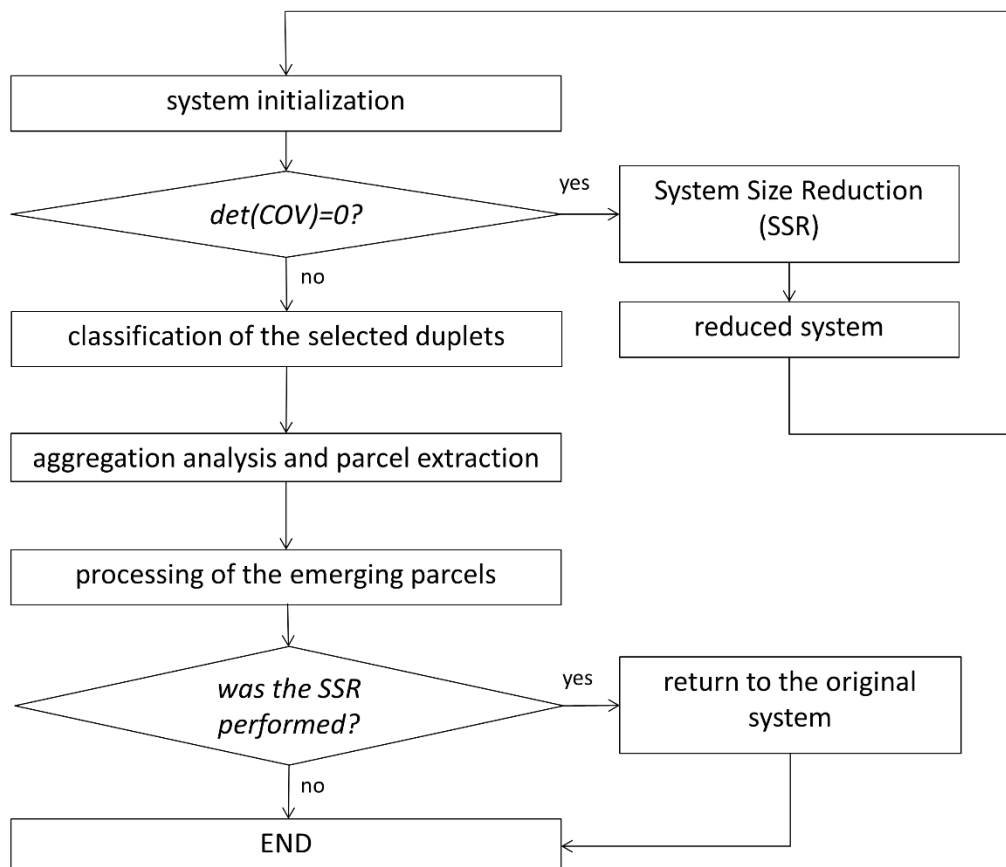 system initialization
det(COV)=0?
yes
System Size Reduction
(SSR)
no
reduced system
classification of the selected duplets
aggregation analysis and parcel extraction
processing of the emerging parcels
was the SSR
performed?
yes
return to the original
system
no
END